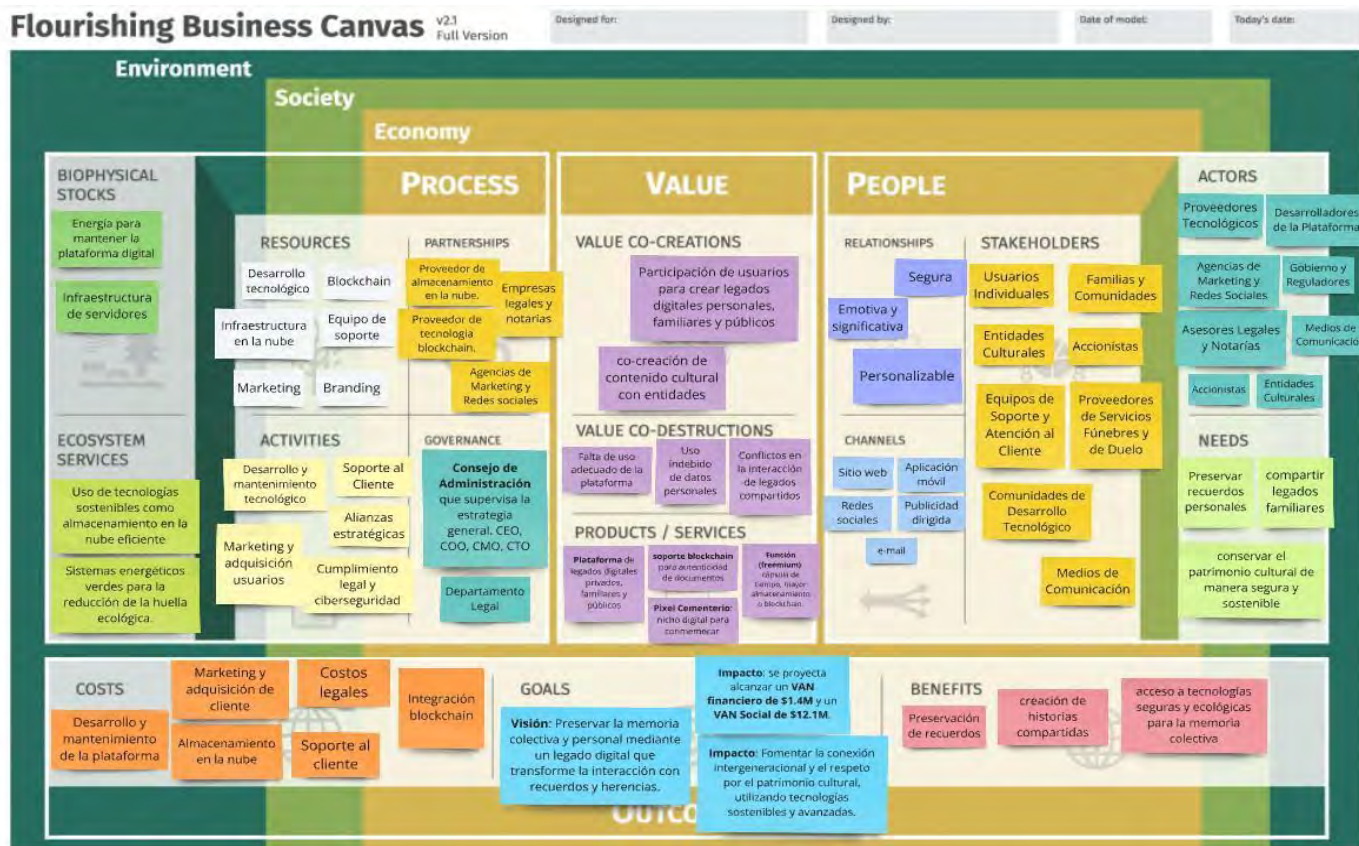 Flourishing Business Canvas
v2.1
Full Version
Designed for:
Designed by:
Date of model:
Today's date:
Environment
Society
Economy
BIOPHYSICAL
STOCKS
Energía para
mantener la
plataforma digital
Infraestructura
de servidores
ECOSYSTEM
SERVICES
Uso de tecnologías
sostenibles como
almacenamiento en la
nube eficiente
Sistemas energéticos
verdes para la
reducción de la huella
ecológica.
PROCESS
RESOURCES
Desarrollo
tecnológico
Blockchain
Infraestructura
en la nube
Equipo de
soporte
Marketing
Branding
PARTNERSHIPS
Proveedor de
almacenamiento
en la nube.
Empresas
legales y
notarias
Proveedor de
tecnología
blockchain.
Agencias de
Marketing y
Redes sociales
ACTIVITIES
Desarrollo y
mantenimiento
tecnológico
Soporte al
Cliente
Alianzas
estratégicas
Marketing y
adquisición
usuarios
Cumplimiento
legal y
ciberseguridad
GOVERNANCE
Consejo de
Administración
que supervisa la
estrategia
general. CEO,
COO, CMO, CTO
Departamento
Legal
VALUE
VALUE CO-CREATIONS
Participación de usuarios
para crear legados
digitales personales,
familiares y públicos
co-creación de
contenido cultural
con entidades
VALUE CO-DESTRUCTIONS
Falta de uso
adecuado de la
plataforma
Uso
indebido
de datos
personales
Conflictos en
la interacción
de legados
compartidos
PRODUCTS / SERVICES
Plataforma de
legados digitales
privados,
familiares y
públicos
soporte blockchain
para autenticidad
de documentos
Pixel Cementerio:
nicho digital para
conmemorar
Función
(freemium)
cápsula de
tiempo, mayor
almacenamiento
o blockchain.
PEOPLE
RELATIONSHIPS
Segura
Emotiva y
significativa
Personalizable
CHANNELS
Sitio web
Aplicación
móvil
Redes
sociales
Publicidad
dirigida
e-mail
STAKEHOLDERS
Usuarios
Individuales
Familias y
Comunidades
Entidades
Culturales
Accionistas
Equipos de
Soporte y
Atención al
Cliente
Proveedores
de Servicios
Fúnebres y
de Duelo
Comunidades de
Desarrollo
Tecnológico
Medios de
Comunicación
ACTORS
Proveedores
Tecnológicos
Desarrolladores
de la Plataforma
Agencias de
Marketing y
Redes Sociales
Gobierno y
Reguladores
Asesores Legales
y Notarías
Medios de
Comunicació
Accionistas
Entidades
Culturales
NEEDS
Preservar
recuerdos
personales
compartir
legados
familiares
conservar el
patrimonio cultural de
manera segura y
sostenible
COSTS
Marketing y
adquisición de
cliente
Costos
legales
Integración
blockchain
Desarrollo y
mantenimiento
de la plataforma
Almacenamiento
en la nube
Soporte al
cliente
GOALS
Visión: Preservar la memoria
colectiva y personal mediante
un legado digital que
transforme la interacción con
recuerdos y herencias.
Impacto: se proyecta
alcanzar un VAN
financiero de $1.4M y un
VAN Social de $12.1M.
Impacto: Fomentar la conexión
intergeneracional y el respeto
por el patrimonio cultural,
utilizando tecnologías
sostenibles y avanzadas.
BENEFITS
Preservación
de recuerdos
creación de
historias
compartidas
acceso a tecnologías
seguras y ecológicas
para la memoria
colectiva
OUTCO